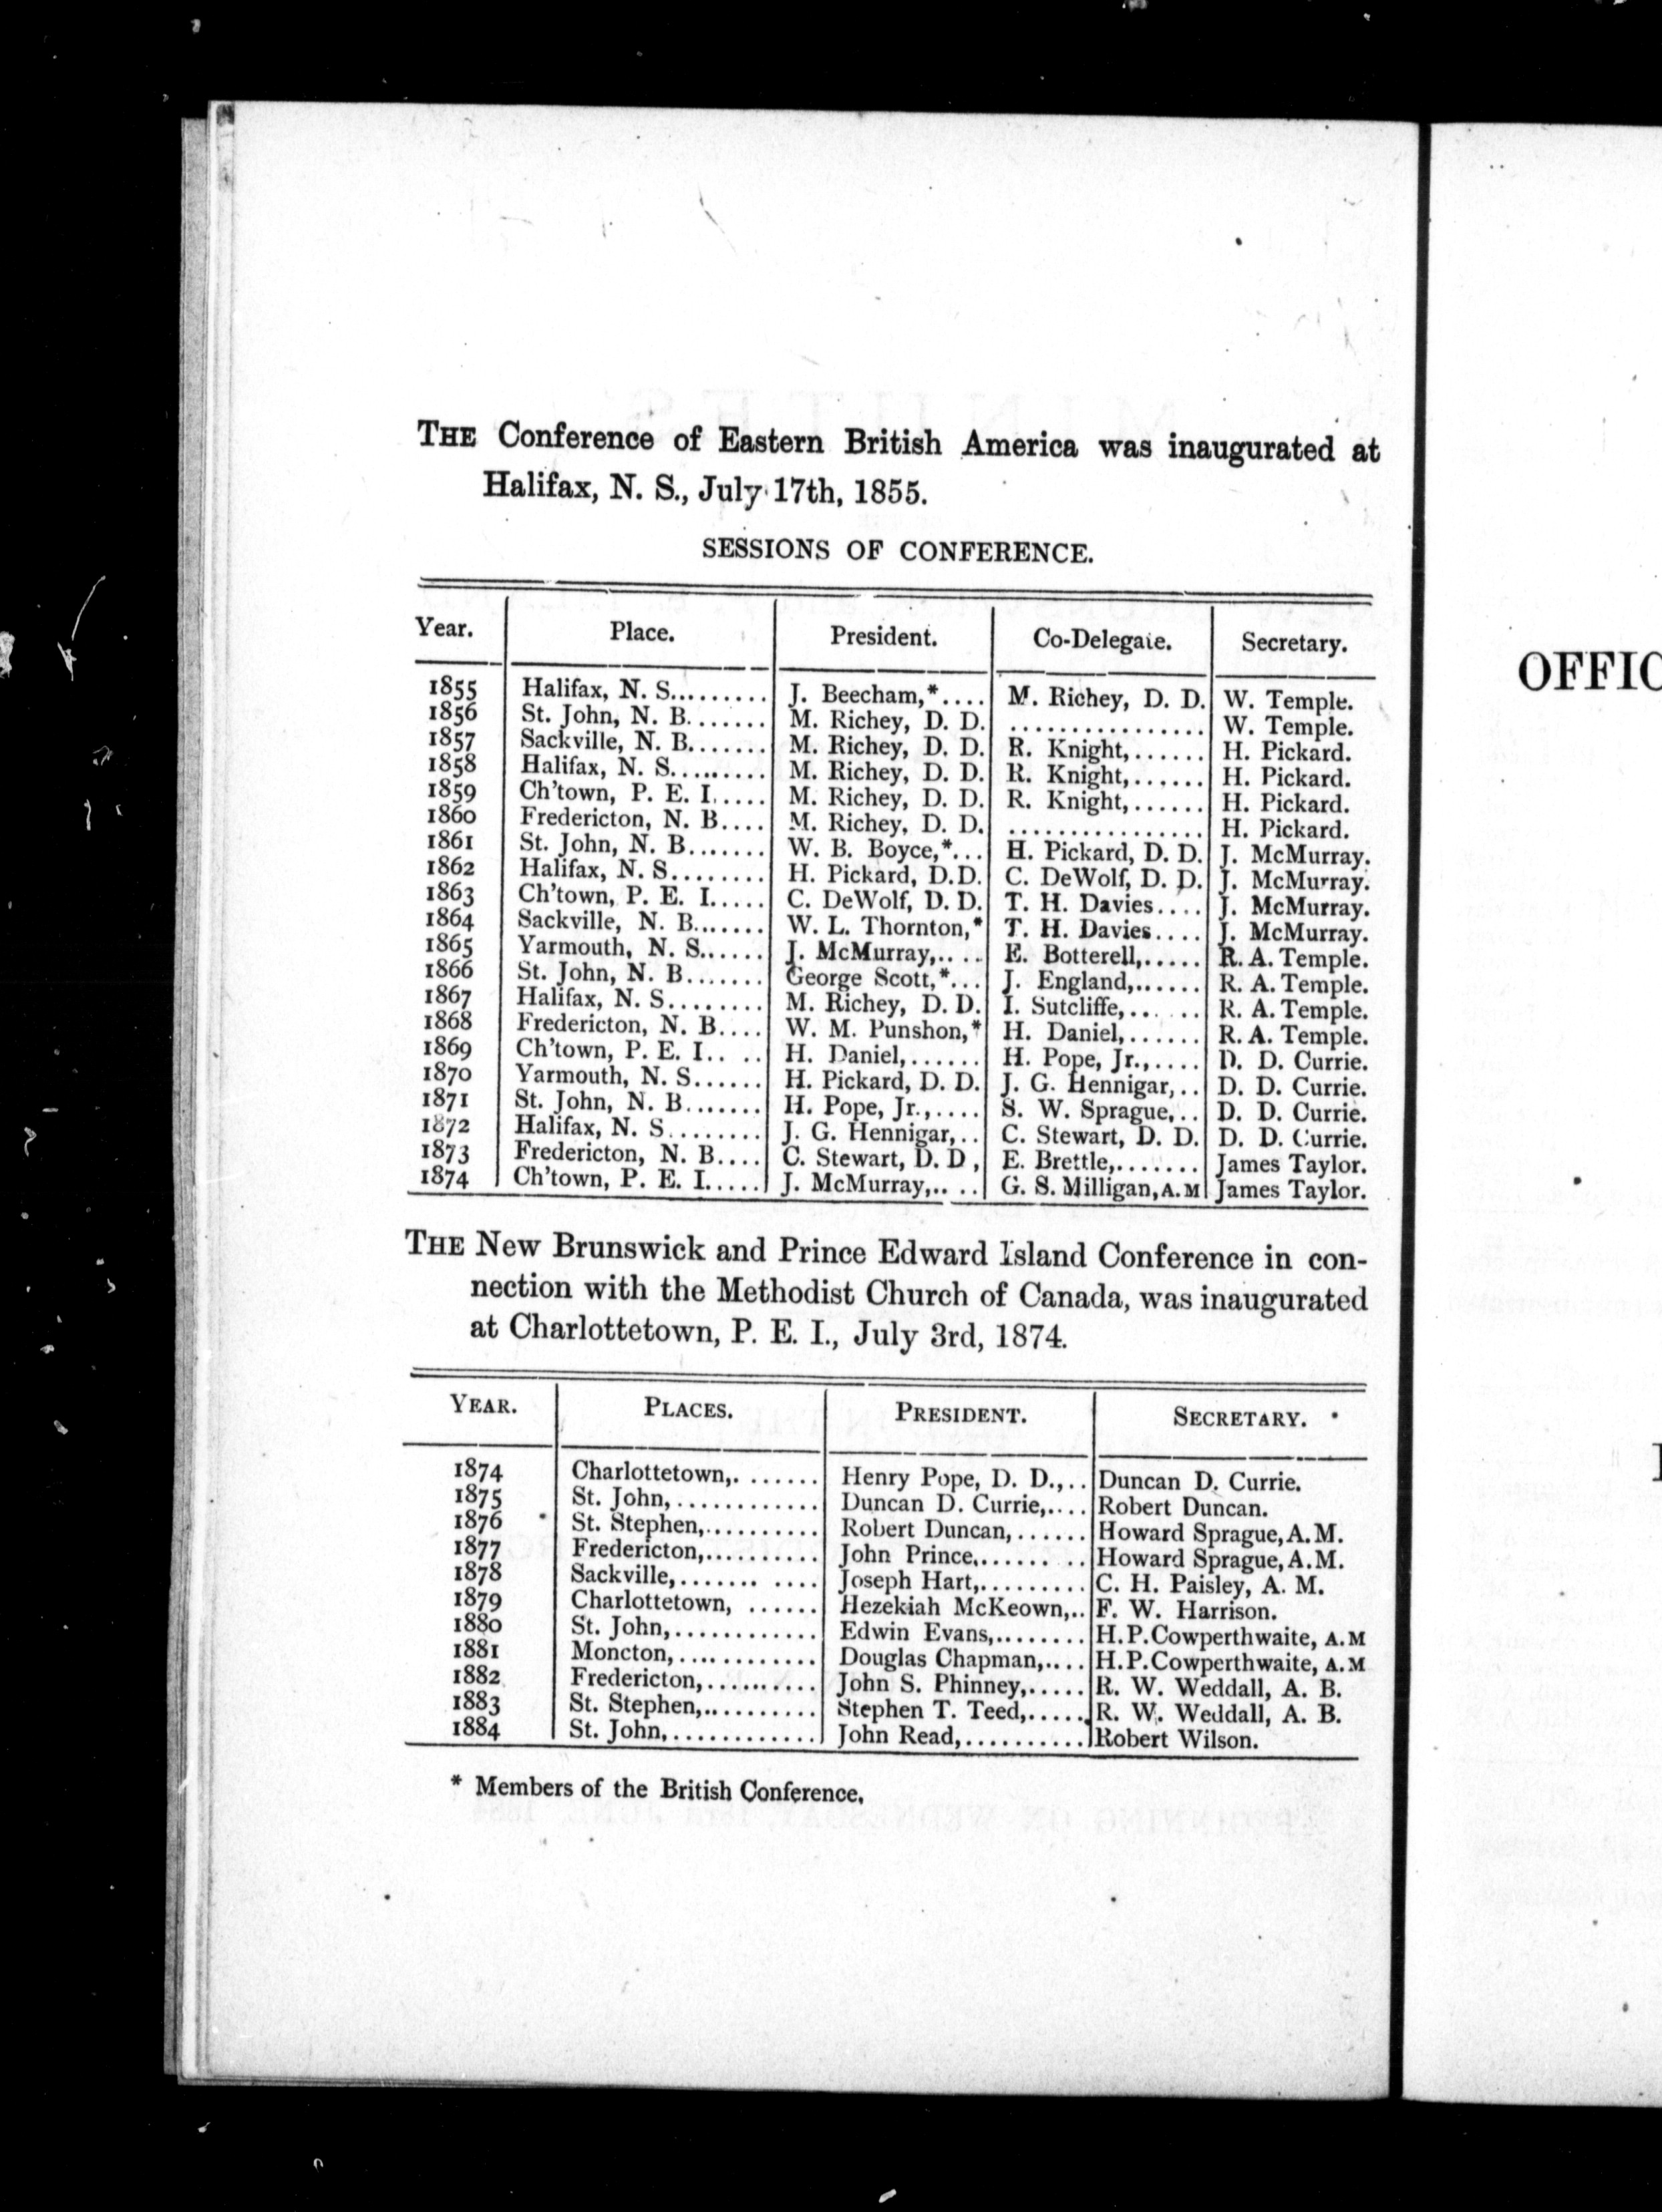 THE Conference of Eastern British America was inaugurated at
Halifax, N. S., July 17th, 1855.
SESSIONS OF CONFERENCE.
Year. Place. President. Co-Delegate. Secretary.
1855 Halifax, N. S......... J. Beecham,*.... M. Richey, D. D. W. Temple.
1856 St. John, N. B....... M. Richey, D. D. ................ W. Temple.
1857 Sackville, N. B....... M. Richey, D. D. R. Knight,...... H. Pickard.
1858 Halifax, N. S......... M. Richey, D. D. R. Knight,...... H. Pickard.
1859 Ch'town, P. E. I..... M. Richey, D. D. R. Knight,...... H. Pickard.
1860 Fredericton, N. B.... M. Richey, D. D. ................ H. Pickard.
1861 St. John, N. B....... W. B. Boyce,*... H. Pickard, D. D. J. McMurray.
1862 Halifax, N. S........ H. Pickard, D.D. C. DeWolf, D. D. J. McMurray.
1863 Ch'town, P. E. I..... C. DeWolf, D. D. T. H. Davies.... J. McMurray.
1864 Sackville, N. B....... W. L. Thornton,* T. H. Davies.... J. McMurray.
1865 Yarmouth, N. S...... J. McMurray,.... E. Botterell,..... R. A. Temple.
1866 St. John, N. B....... George Scott,*... J. England,...... R. A. Temple.
1867 Halifax, N. S........ M. Richey, D. D. I. Sutcliffe,... .. R. A. Temple.
1868 Fredericton, N. B.... W. M. Punshon,* H. Daniel,...... R. A. Temple.
1869 Ch'town, P. E. I.. .. H. Daniel,...... H. Pope, Jr.,.... D. D. Currie.
1870 Yarmouth, N. S...... H. Pickard, D. D. J. G. Hennigar,.. D. D. Currie.
1871 St. John, N. B....... H. Pope, Jr.,.... S. W. Sprague,.. D. D. Currie.
1872 Halifax, N. S........ J. G. Hennigar,.. C. Stewart, D. D. D. D. Currie.
1873 Fredericton, N. B.... C. Stewart, D. D, E. Brettle,....... James Taylor.
1874 Ch'town, P. E. I..... J. McMurray,.. .. G. S. Milligan, A. M James Taylor.
THE New Brunswick and Prince Edward Island Conference in con-
nection with the Methodist Church of Canada, was inaugurated
at Charlottetown, P. E. I., July 3rd, 1874.
YEAR. PLACES. PRESIDENT. SECRETARY.
1874 Charlottetown,. ...... Henry Pope, D. D.,.. Duncan D. Currie.
1875 St. John,............ Duncan D. Currie,.... Robert Duncan.
1876 St. Stephen,.......... Robert Duncan,...... Howard Sprague, A.M.
1877 Fredericton,.......... John Prince,...... .. Howard Sprague, A.M.
1878 Sackville,....... .... Joseph Hart,......... C. H. Paisley, A. M.
1879 Charlottetown, ...... Hezekiah McKeown,.. F. W. Harrison.
1880 St. John,............ Edwin Evans,........ H. P. Cowperthwaite, A. M
1881 Moncton,............ Douglas Chapman,.... H. P. Cowperthwaite, A. M
1882 Fredericton,.......... John S. Phinney,..... R. W. Weddall, A. B.
1883 St. Stephen,.......... Stephen T. Teed,..... R. W. Weddall, A. B.
1884 St. John,............ John Read,.......... Robert Wilson.
* Members of the British Conference.
OFFIC